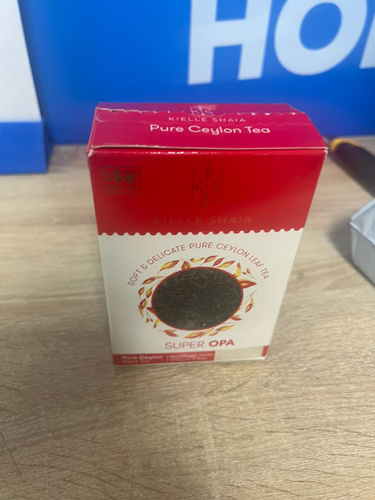 HO
KIELLE SHAIA
Pure Ceylon Tea
KIELLE SHAIA
SOFT & DELICATE PURE CEYLON LEAF TEA
SUPER OPA
Pure Ceylon